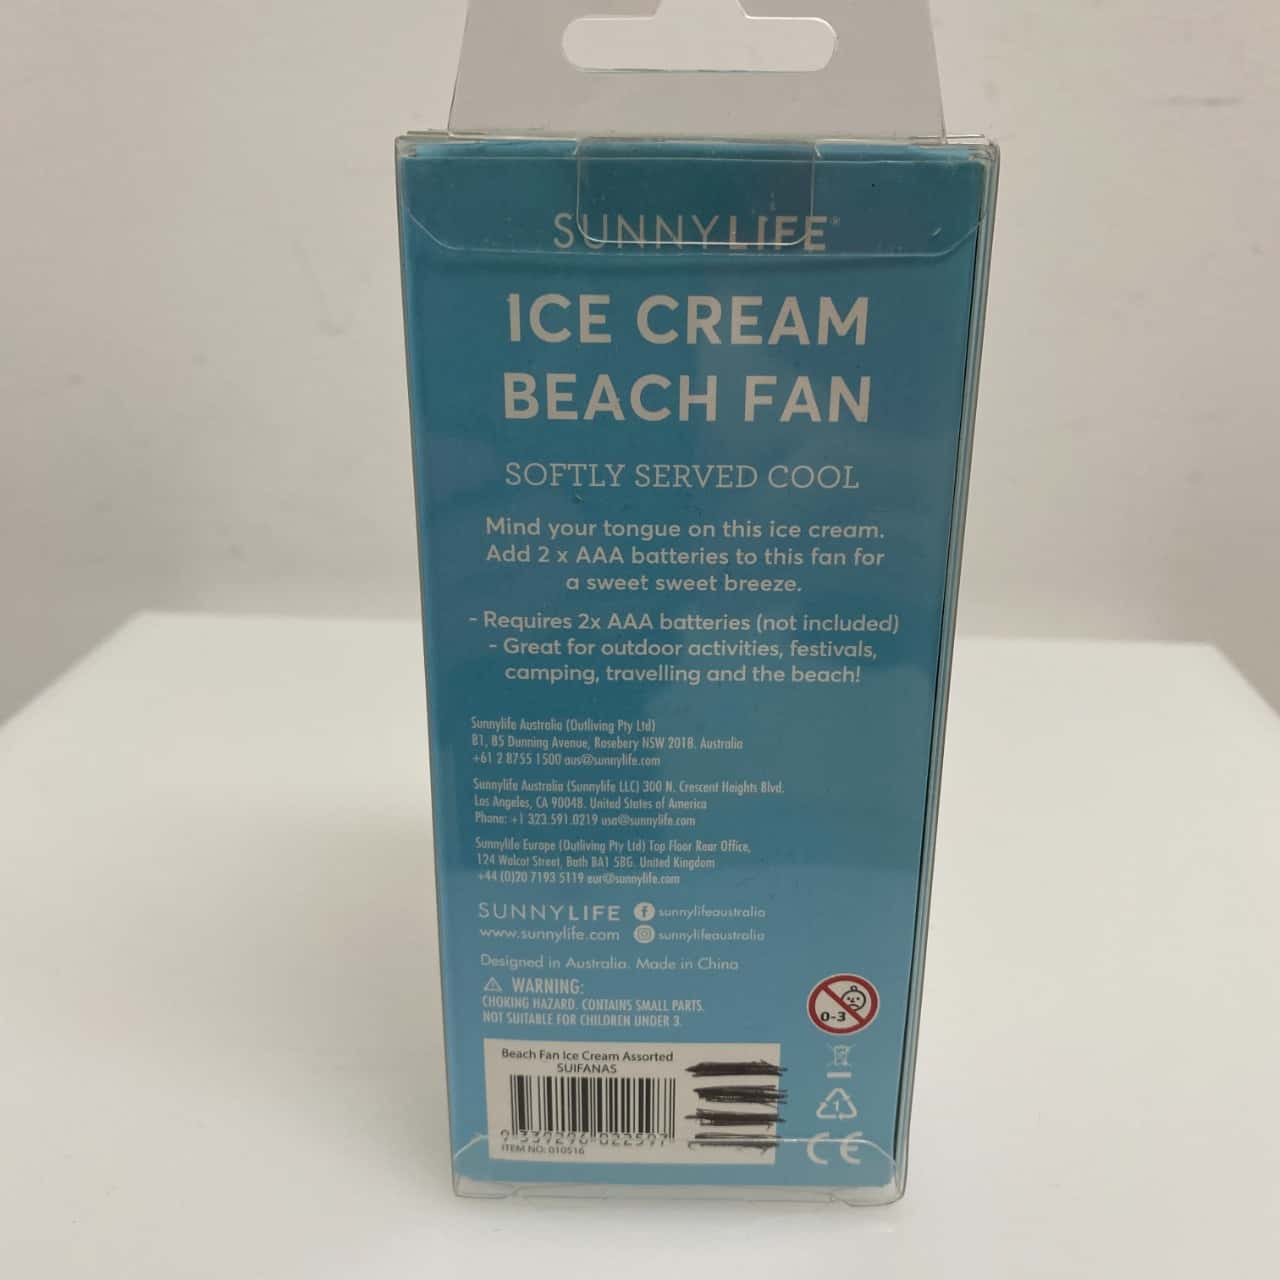 SUNNYLIFE®
ICE CREAM
BEACH FAN
SOFTLY SERVED COOL
Mind your tongue on this ice cream.
Add 2 x AAA batteries to this fan for
a sweet sweet breeze.
- Requires 2x AAA batteries (not included)
- Great for outdoor activities, festivals,
camping, travelling and the beach!
Sunnylife Australia (Outliving Pty Ltd)
B1, 85 Dunning Avenue, Rosebery NSW 2018. Australia
+61 2 8755 1500 aus@sunnylife.com
Sunnylife Australia (Sunnylife LLC) 300 N. Crescent Heights Blvd.
Los Angeles, CA 90048. United States of America
Phone: +1 323.591.0219 usa@sunnylife.com
Sunnylife Europe (Outliving Pty Ltd) Top Floor Rear Office,
124 Walcot Street, Bath BA1 5BG. United Kingdom
+44 (0)20 7193 5119 eur@sunnylife.com
SUNNYLIFE sunnylifeaustralia
www.sunnylife.com sunnylifeaustralia
Designed in Australia. Made in China
WARNING:
CHOKING HAZARD. CONTAINS SMALL PARTS.
NOT SUITABLE FOR CHILDREN UNDER 3.
0-3
Beach Fan Ice Cream Assorted
SUIFANAS
9 339296 022597
ITEM NO: 010516
1
CE